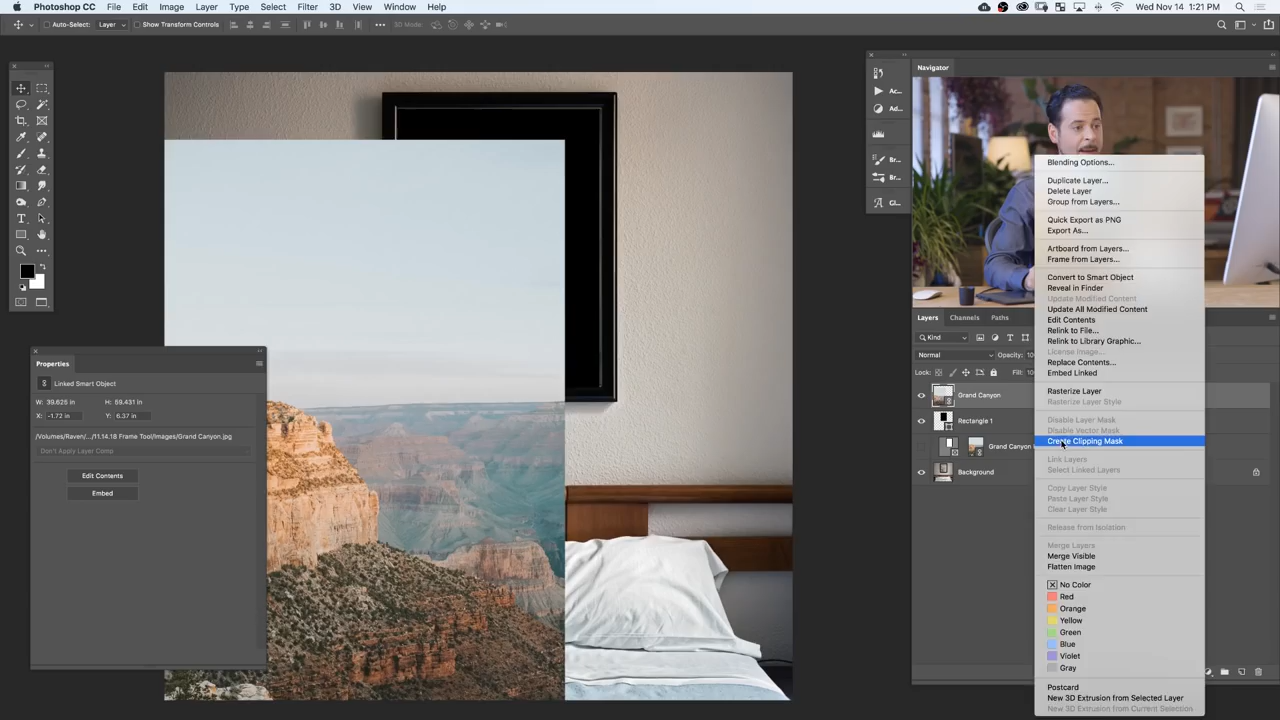 Photoshop CC File Edit Image Layer Type Select Filter 3D View Window Help Wed Nov 14 1:21 PM
Auto-Select: Layer Show Transform Controls 3D Mode:
Navigator
Ac...
Ad...
Br...
Br...
Gl...
Blending Options...
Duplicate Layer...
Delete Layer
Group from Layers...
Quick Export as PNG
Export As...
Artboard from Layers...
Frame from Layers...
Convert to Smart Object
Reveal in Finder
Update Modified Content
Update All Modified Content
Edit Contents
Relink to File...
Relink to Library Graphic...
License Image...
Replace Contents...
Embed Linked
Rasterize Layer
Rasterize Layer Style
Disable Layer Mask
Disable Vector Mask
Create Clipping Mask
Link Layers
Select Linked Layers
Copy Layer Style
Paste Layer Style
Clear Layer Style
Release from Isolation
Merge Layers
Merge Visible
Flatten Image
No Color
Red
Orange
Yellow
Green
Blue
Violet
Gray
Postcard
New 3D Extrusion from Selected Layer
New 3D Extrusion from Current Selection
Layers Channels Paths
Kind
Normal Opacity:
Lock: Fill:
Grand Canyon
Rectangle 1
Grand Canyon
Background
Properties
Linked Smart Object
W: 39.625 in H: 59.431 in
X: -1.72 in Y: 6.37 in
/Volumes/Raven/.../11.14.18 Frame Tool/Images/Grand Canyon.jpg
Don't Apply Layer Comp
Edit Contents
Embed